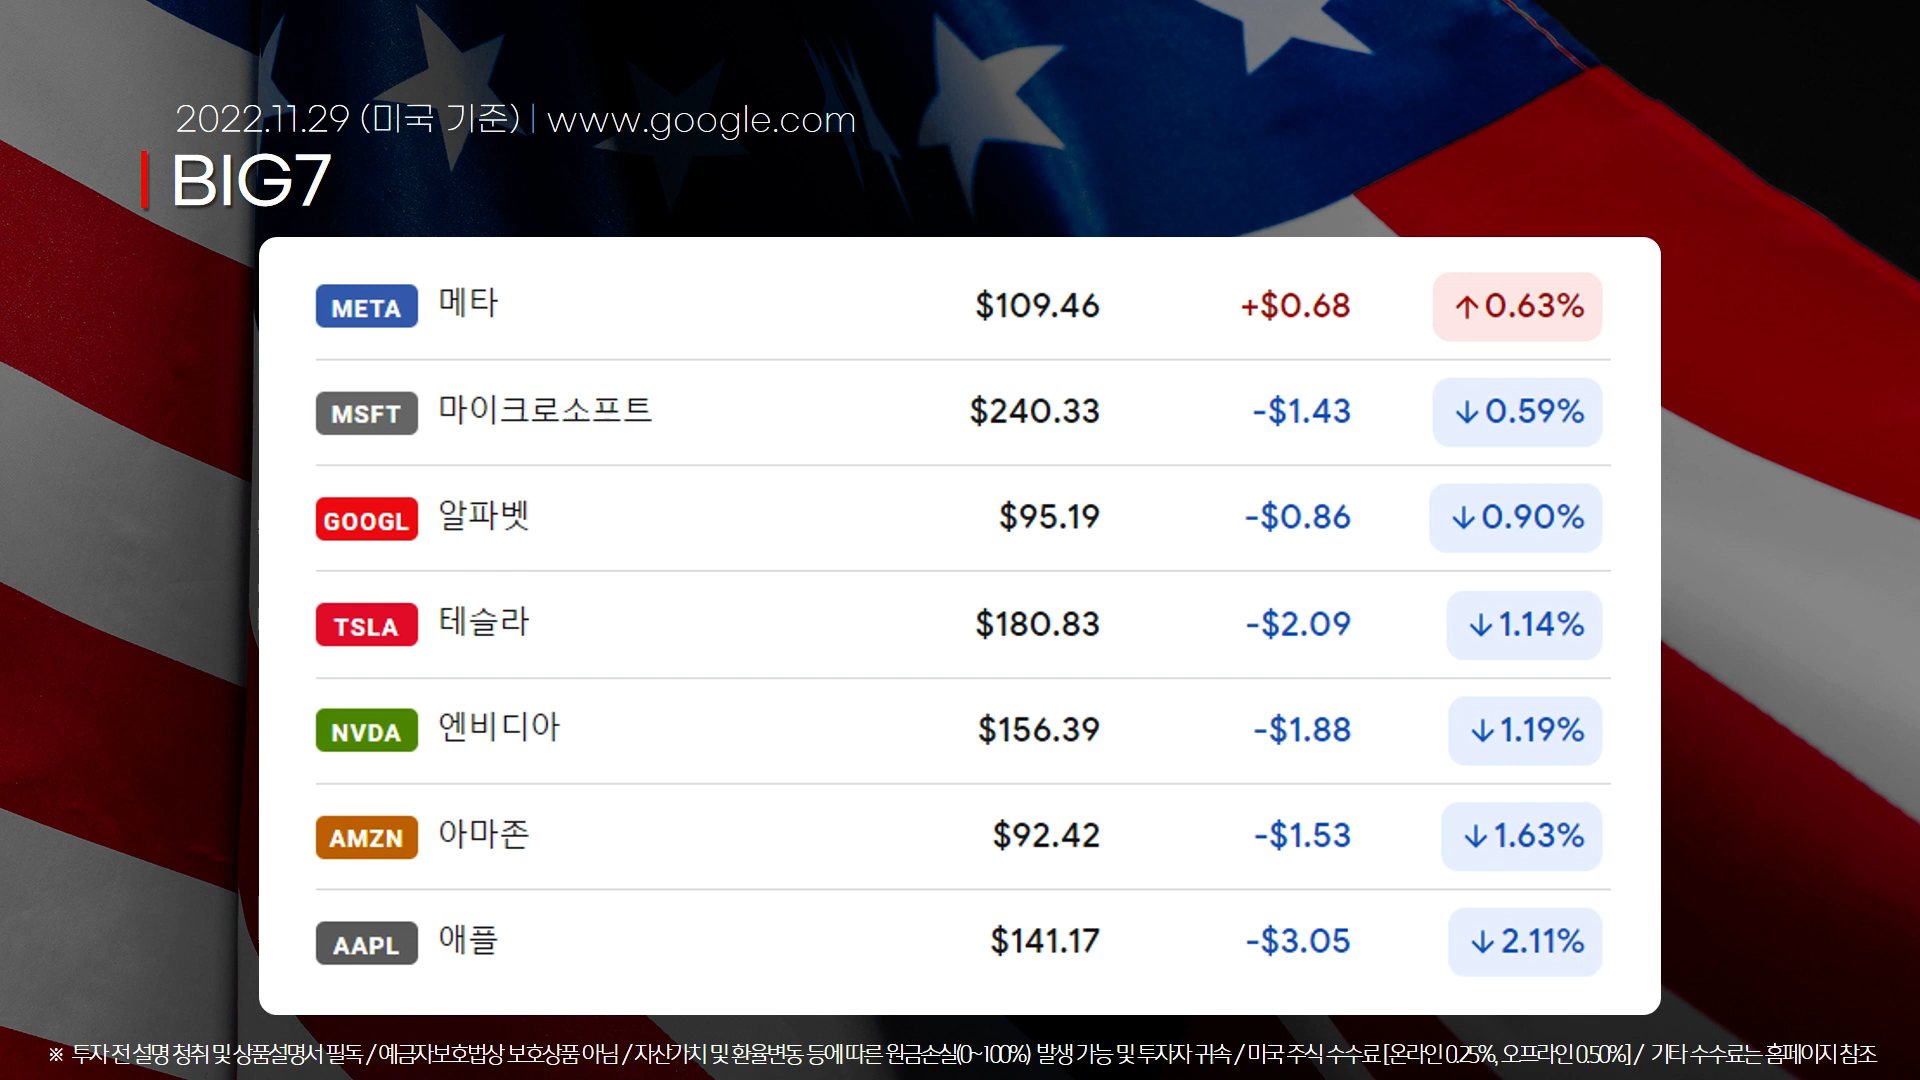 2022.11.29 (미국 기준) | www.google.com
BIG7
META 메타 $109.46 +$0.68 ↑0.63%
MSFT 마이크로소프트 $240.33 -$1.43 ↓0.59%
GOOGL 알파벳 $95.19 -$0.86 ↓0.90%
TSLA 테슬라 $180.83 -$2.09 ↓1.14%
NVDA 엔비디아 $156.39 -$1.88 ↓1.19%
AMZN 아마존 $92.42 -$1.53 ↓1.63%
AAPL 애플 $141.17 -$3.05 ↓2.11%
※ 투자 전 설명 청취 및 상품설명서 필독 / 예금자보호법상 보호상품 아님 / 자산가치 및 환율변동 등에 따른 원금손실(0~100%) 발생 가능 및 투자자 귀속 / 미국 주식 수수료 [온라인 0.25%, 오프라인 0.50%] / 기타 수수료는 홈페이지 참조